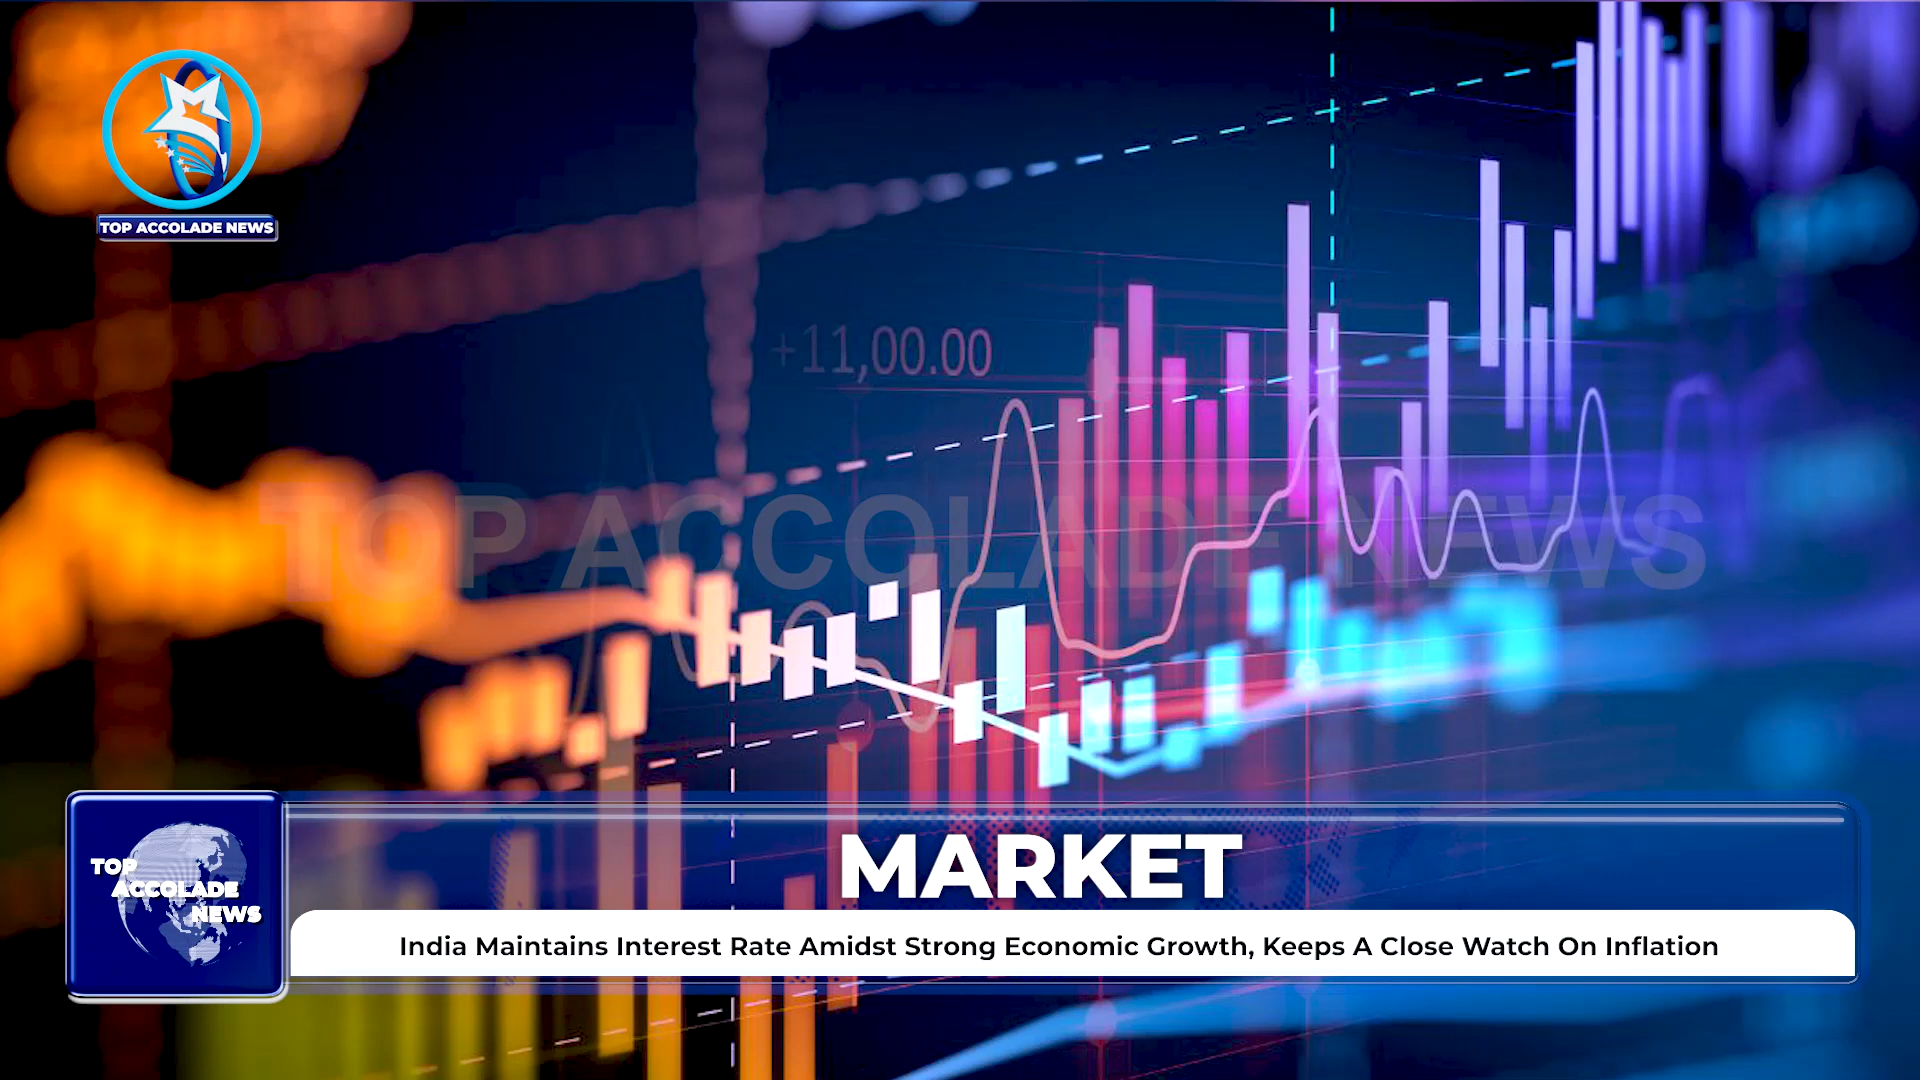 TOP ACCOLADE NEWS
+11,00.00
TOP ACCOLADE NEWS
MARKET
TOP
ACCOLADE
NEWS
India Maintains Interest Rate Amidst Strong Economic Growth, Keeps A Close Watch On Inflation